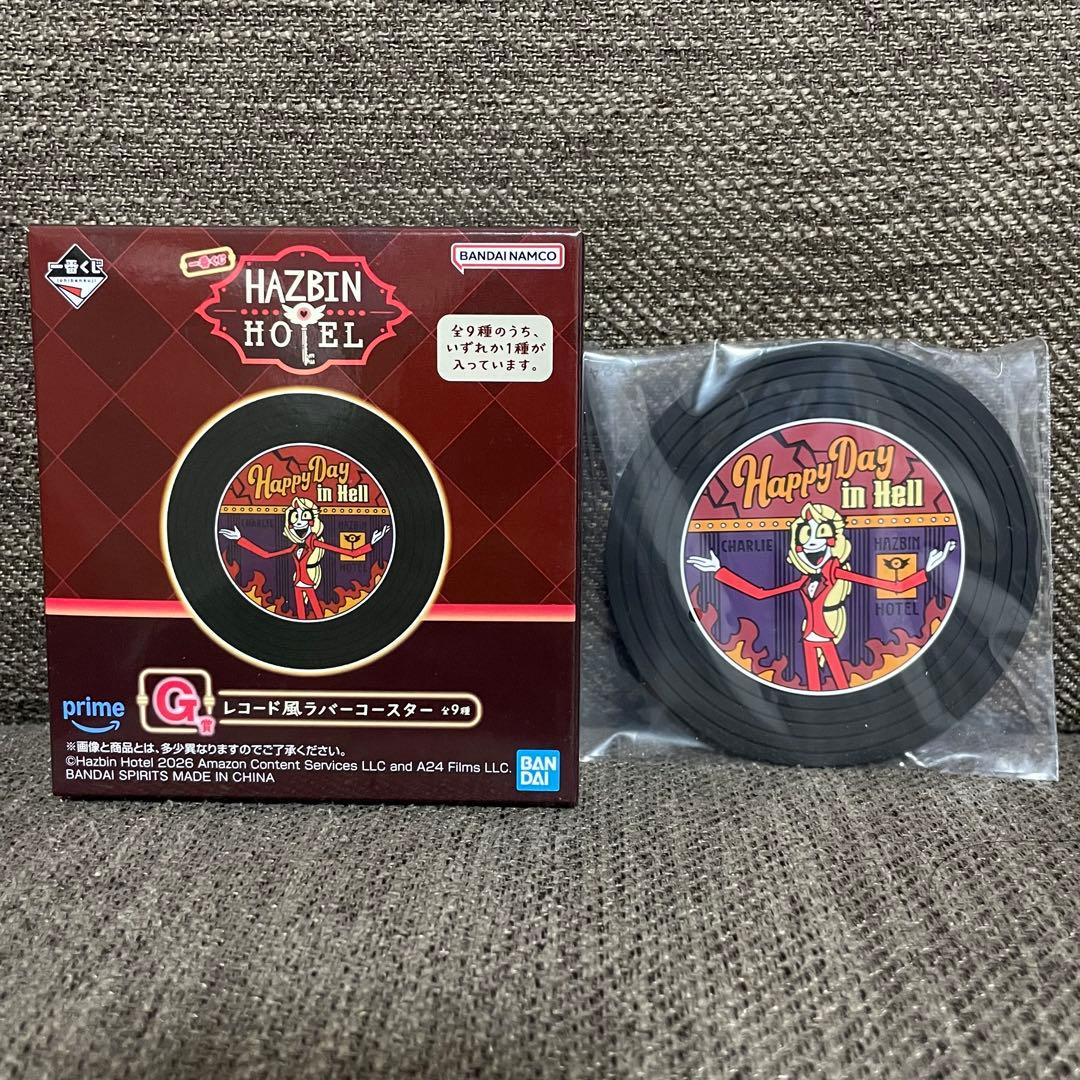 一番くじ
ichibankuji
一番くじ
HAZBIN
HOTEL
BANDAI NAMCO
全9種のうち、
いずれか1種が
入っています。
Happy Day
in Hell
CHARLIE
HAZBIN
HOTEL
prime
G賞
レコード風ラバーコースター 全9種
※画像と商品とは、多少異なりますのでご了承ください。
©Hazbin Hotel 2026 Amazon Content Services LLC and A24 Films LLC.
BANDAI SPIRITS MADE IN CHINA
BAN
DAI
Happy Day
in Hell
CHARLIE
HAZBIN
HOTEL